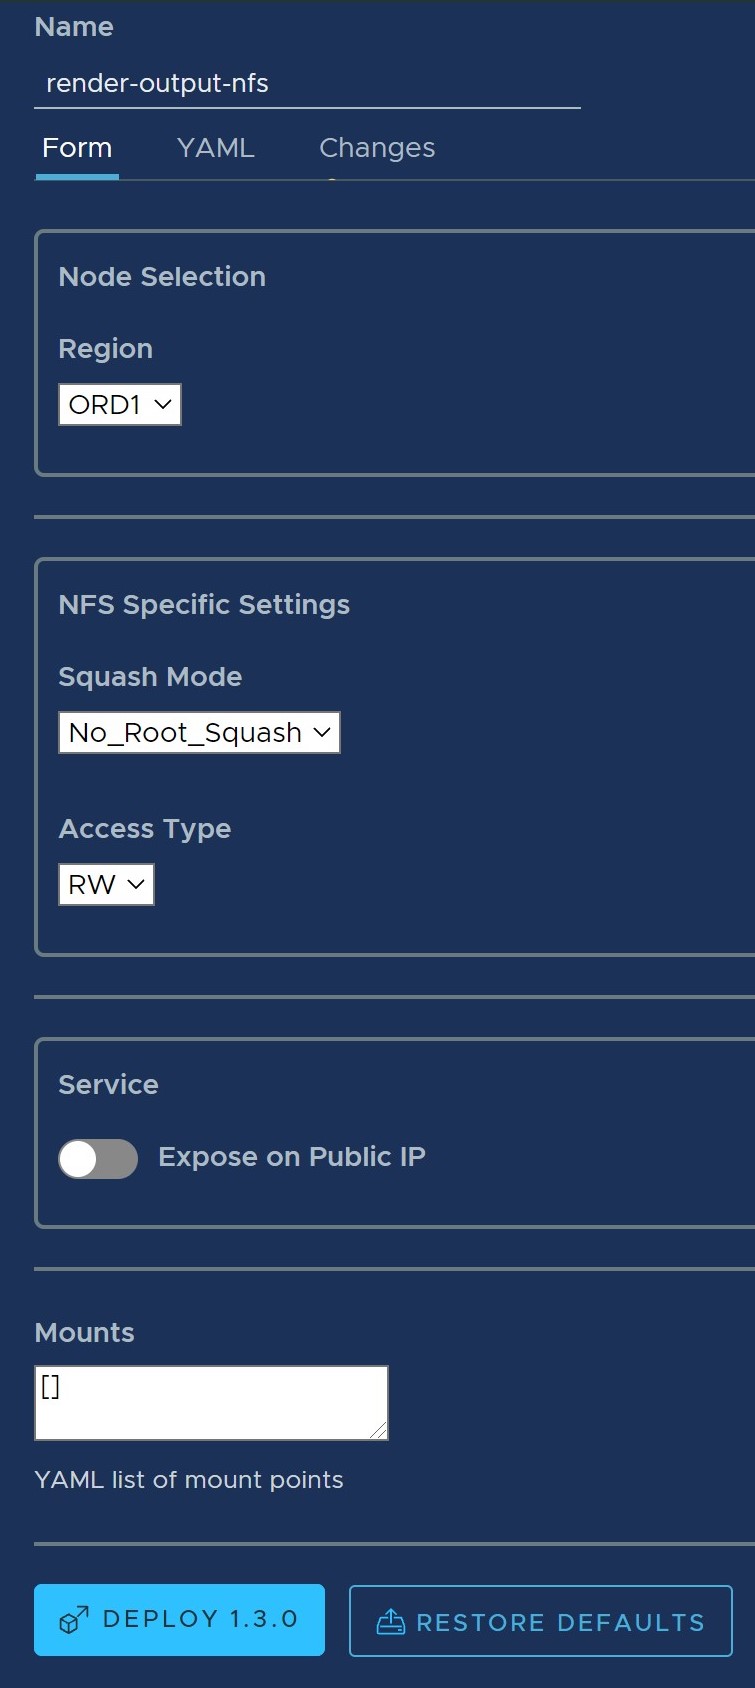 Name
render-output-nfs
Form YAML Changes
Node Selection
Region
ORD1
NFS Specific Settings
Squash Mode
No_Root_Squash
Access Type
RW
Service
Expose on Public IP
Mounts
[]
YAML list of mount points
DEPLOY 1.3.0 RESTORE DEFAULTS